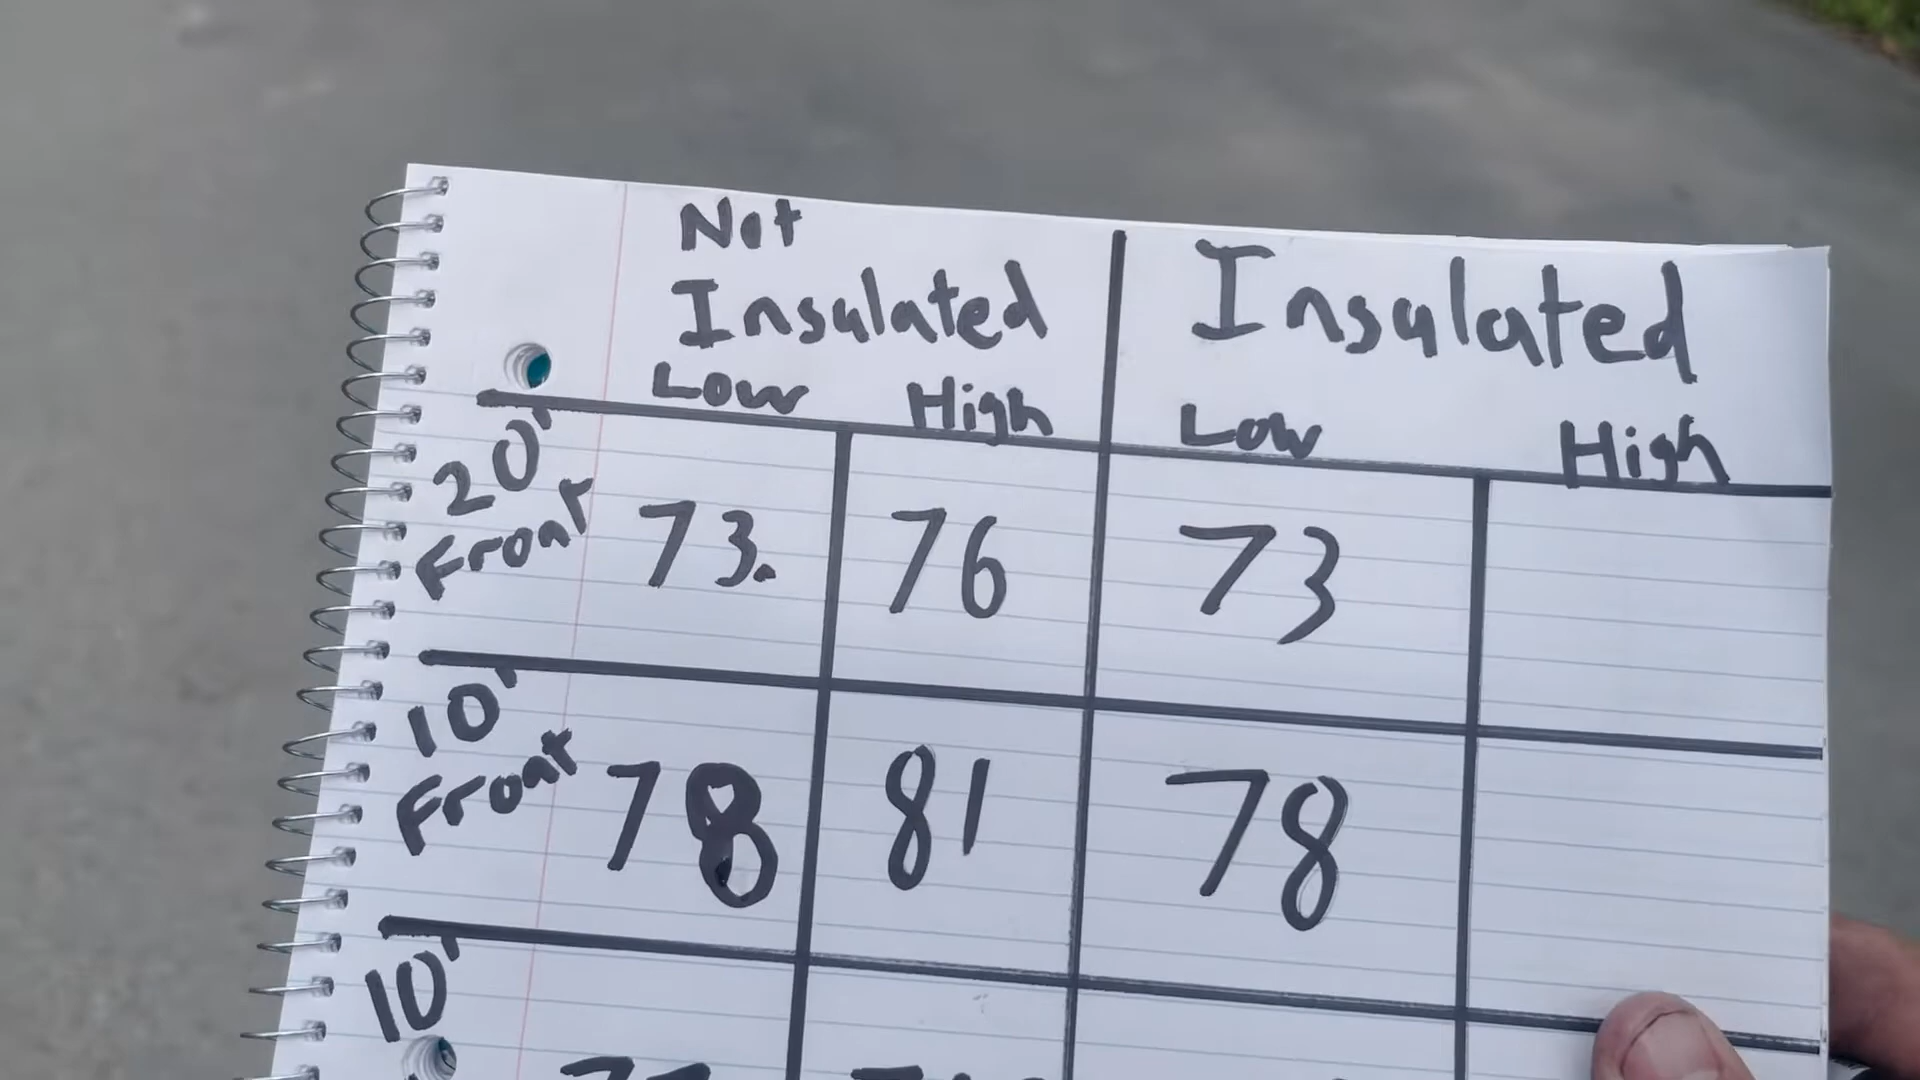 Not
Insulated Insulated
Low High Low High
20' Front 73. 76 73
10' Front 78 81 78
10'